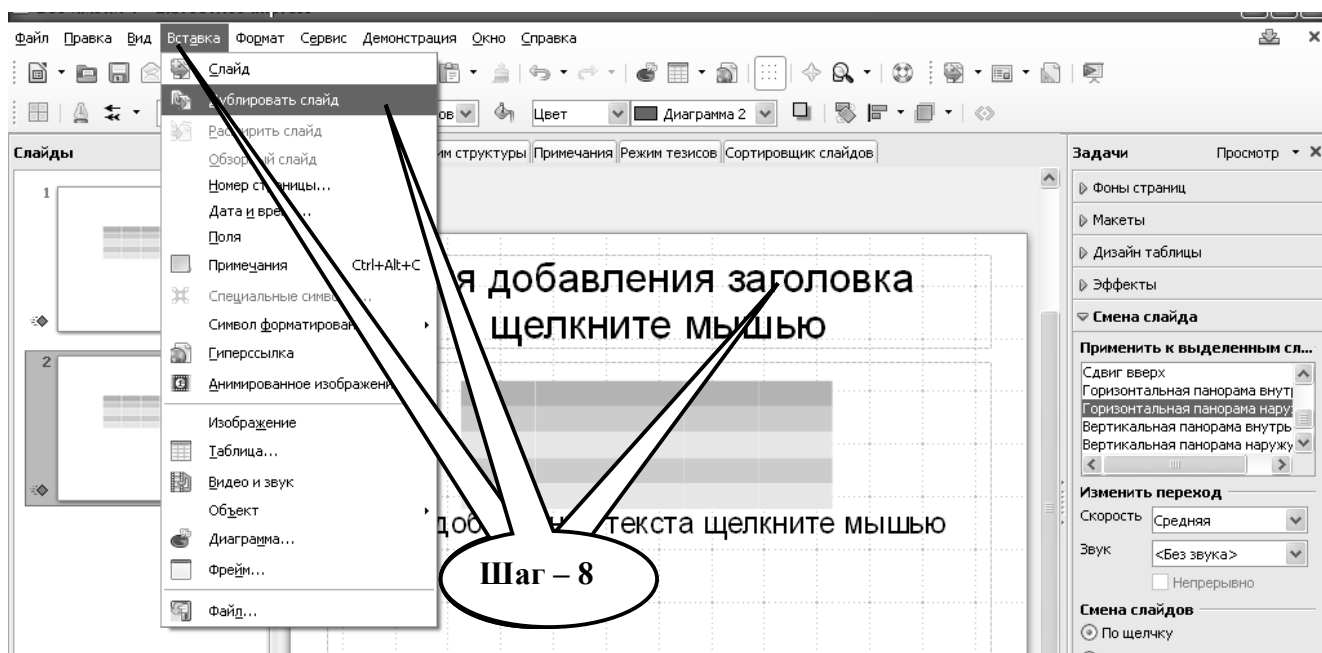 Файл Правка Вид Вставка Формат Сервис Демонстрация Окно Справка
Слайд
Дублировать слайд
Расширить слайд
Обзорный слайд
Номер страницы...
Дата и время...
Поля
Примечания Ctrl+Alt+C
Специальные символы...
Символ форматирования
Гиперссылка
Анимированное изображение
Изображение
Таблица...
Видео и звук
Объект
Диаграмма...
Фрейм...
Файл...
Цвет
Диаграмма 2
Слайды
1
2
структуры Примечания Режим тезисов Сортировщик слайдов
я добавления заголовка
щелкните мышью
текста щелкните мышью
Шаг – 8
Задачи Просмотр
Фоны страниц
Макеты
Дизайн таблицы
Эффекты
Смена слайда
Применить к выделенным сл...
Сдвиг вверх
Горизонтальная панорама внутр
Горизонтальная панорама наруж
Вертикальная панорама внутрь
Вертикальная панорама наружу
Изменить переход
Скорость Средняя
Звук <Без звука>
Непрерывно
Смена слайдов
По щелчку